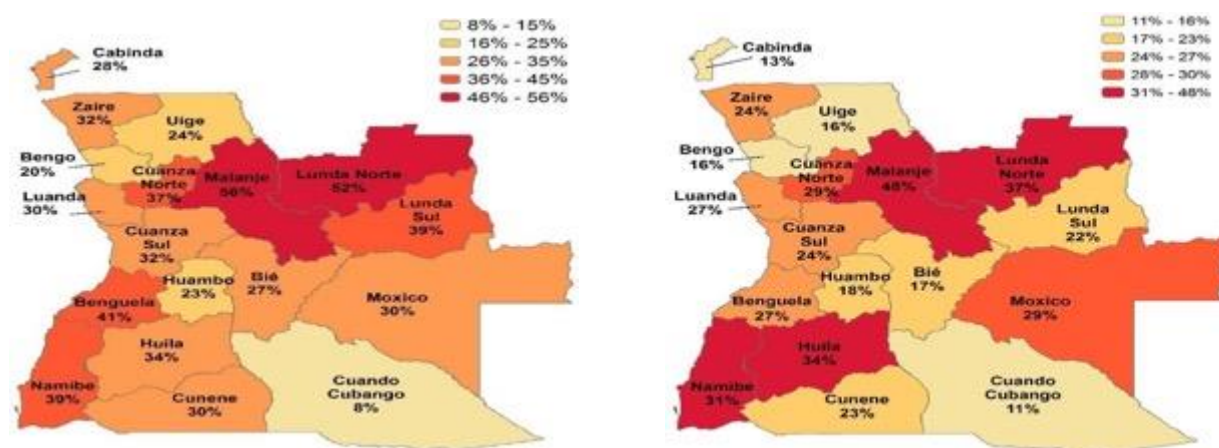 8% - 15%
16% - 25%
26% - 35%
36% - 45%
46% - 56%
Cabinda
28%
Zaire
32%
Uige
24%
Bengo
20%
Cuanza
Norte
37%
Malanje
56%
Lunda Norte
52%
Luanda
30%
Lunda
Sul
39%
Cuanza
Sul
32%
Huambo
23%
Bié
27%
Moxico
30%
Benguela
41%
Huila
34%
Namibe
39%
Cunene
30%
Cuando
Cubango
8%
11% - 16%
17% - 23%
24% - 27%
28% - 30%
31% - 48%
Cabinda
13%
Zaire
24%
Uige
16%
Bengo
16%
Cuanza
Norte
29%
Malanje
48%
Lunda
Norte
37%
Luanda
27%
Lunda
Sul
22%
Cuanza
Sul
24%
Huambo
18%
Bié
17%
Moxico
29%
Benguela
27%
Huila
34%
Namibe
31%
Cunene
23%
Cuando
Cubango
11%